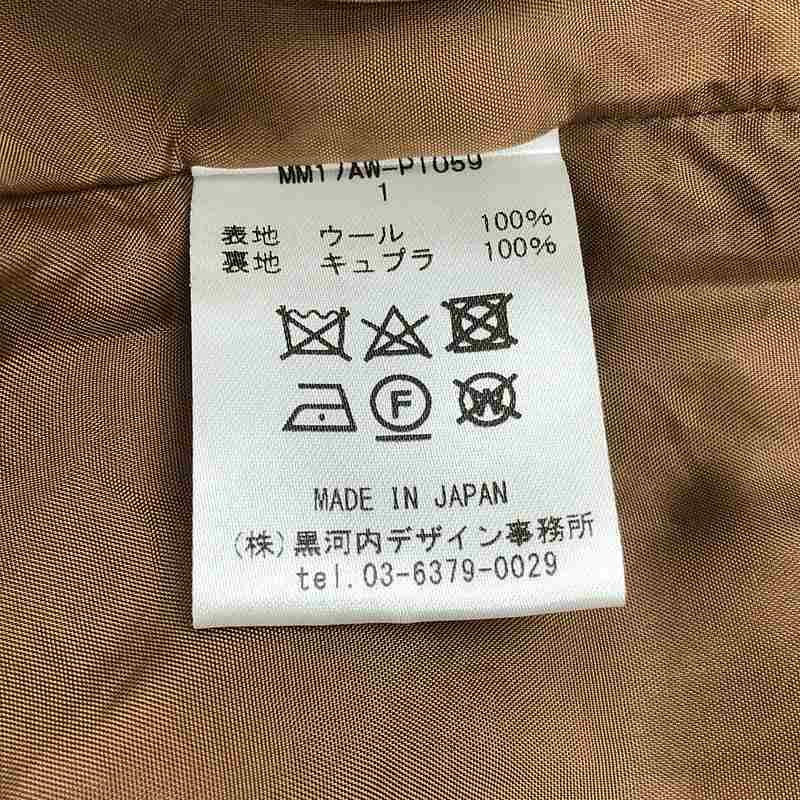 MM17AW-PT059
1
表地 ウール 100%
裏地 キュプラ 100%
F W
MADE IN JAPAN
(株)黒河内デザイン事務所
tel.03-6379-0029